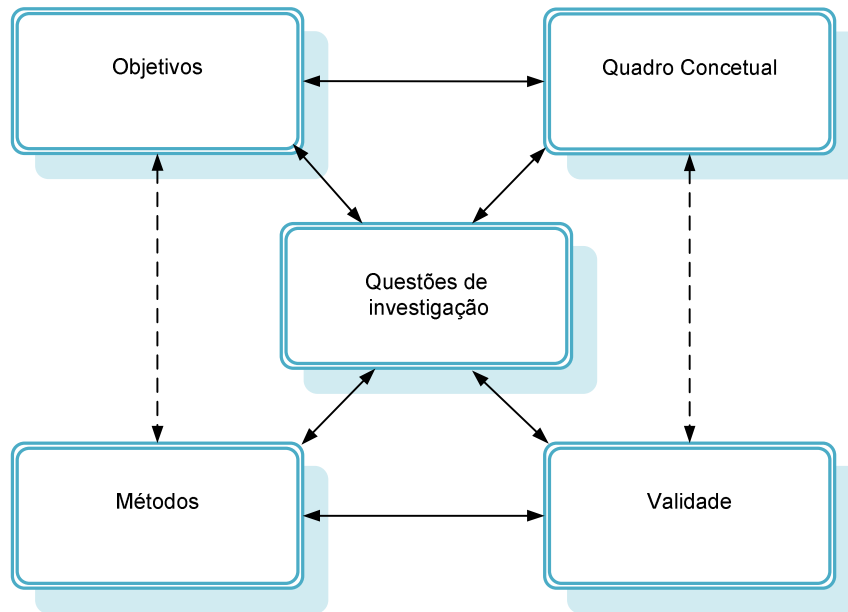 Objetivos
Quadro Concetual
Questões de
investigação
Métodos
Validade